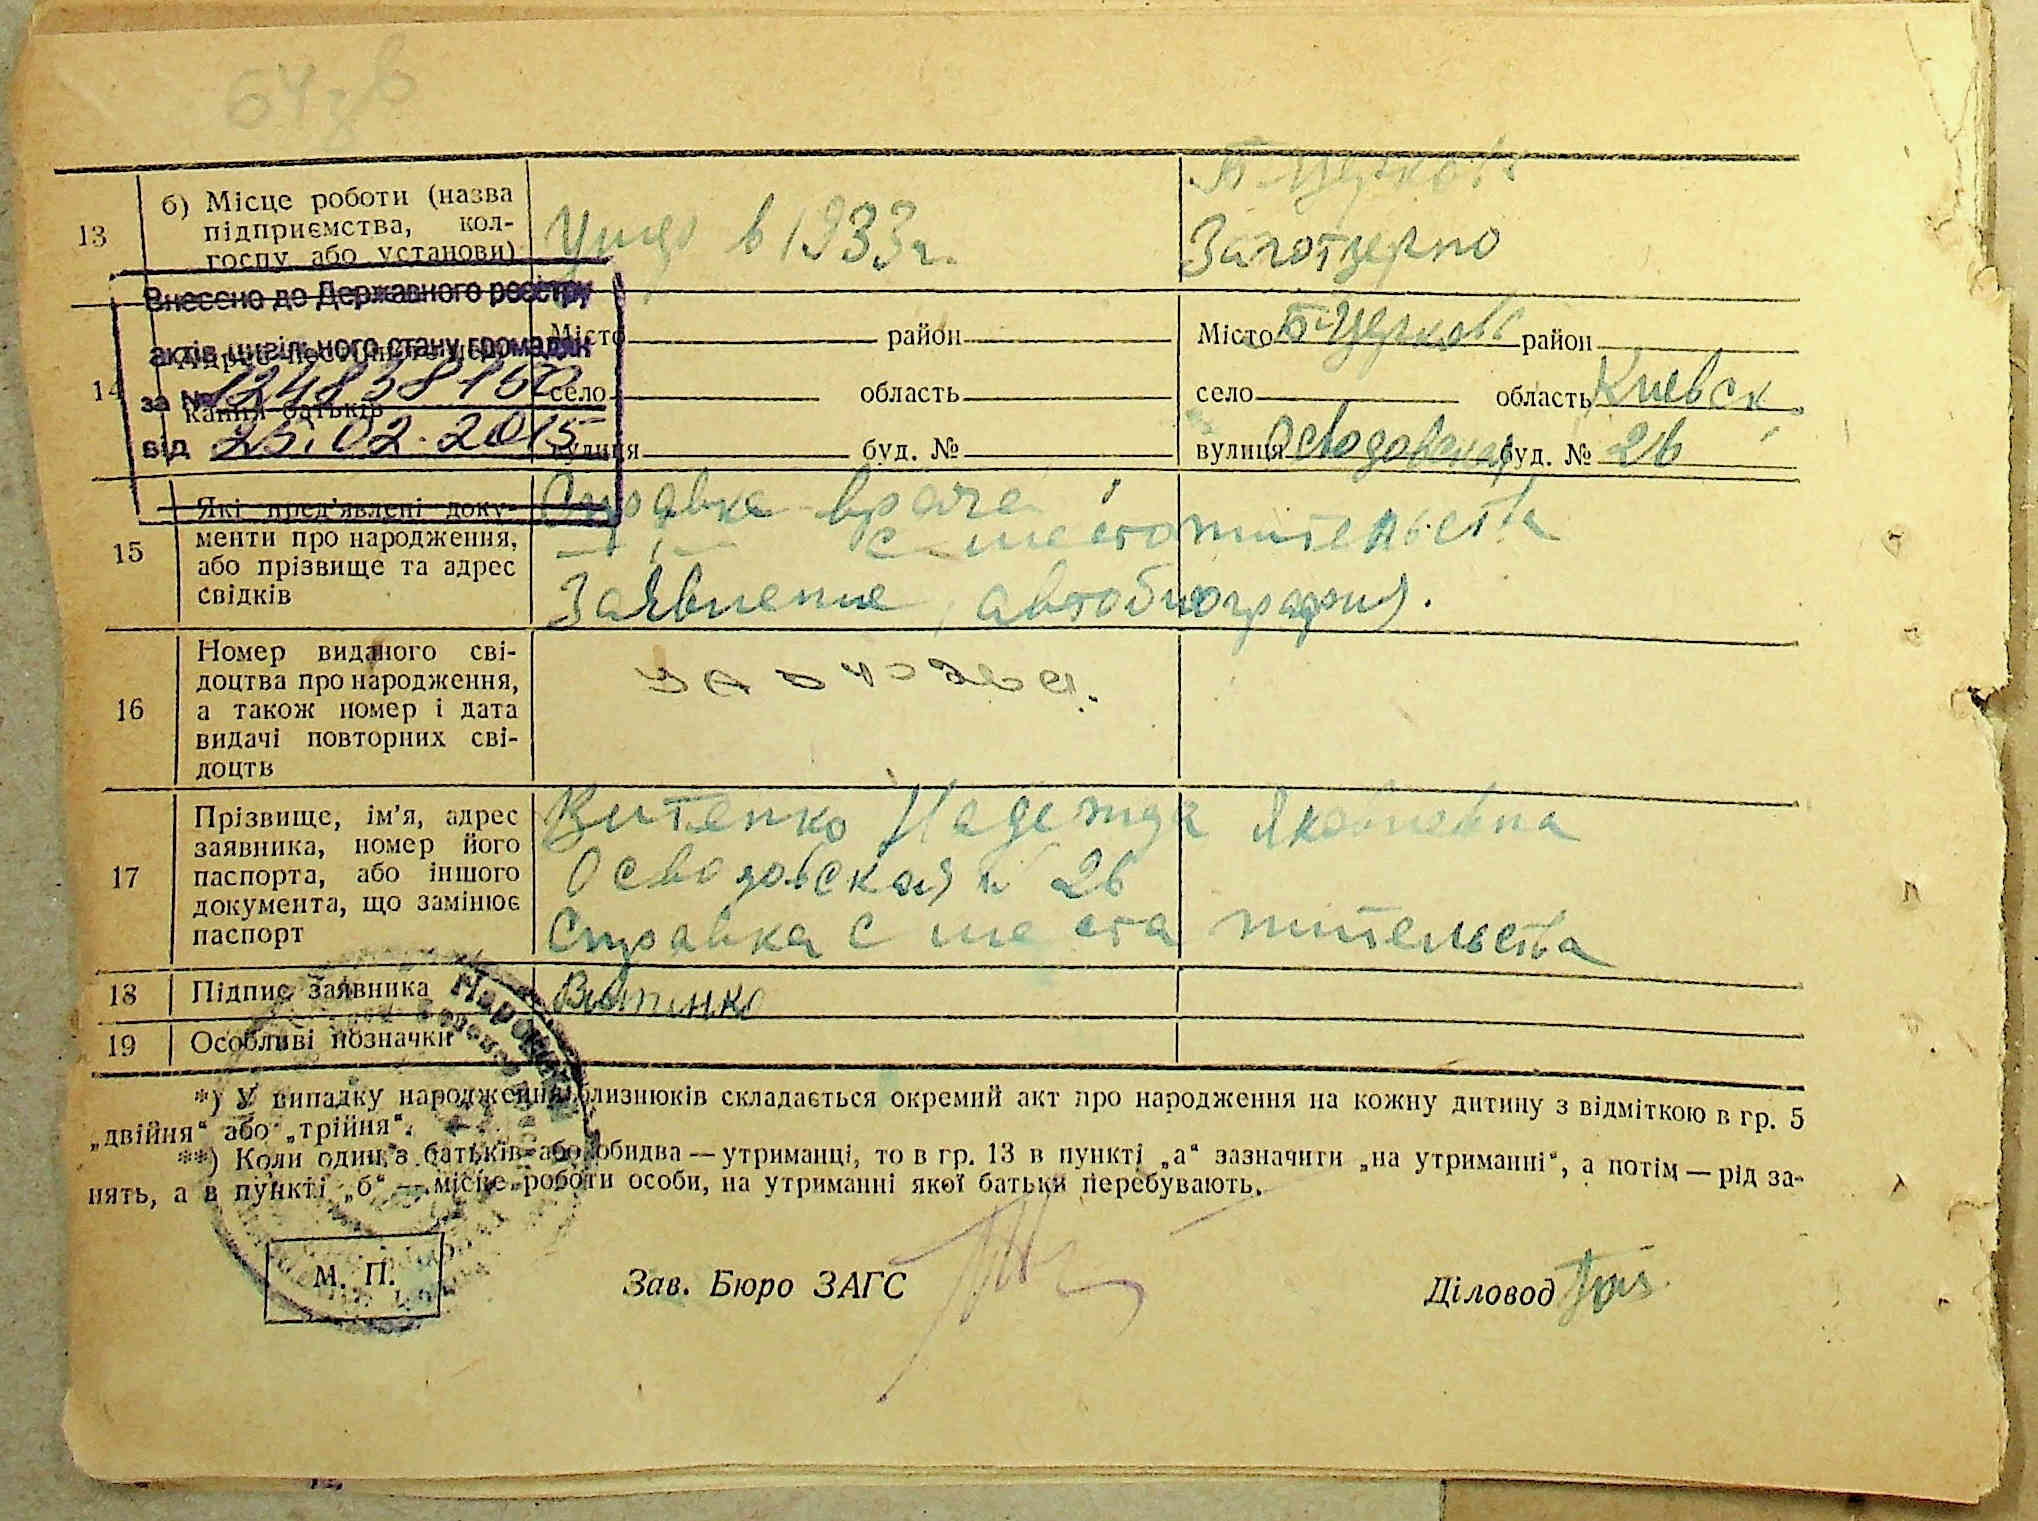 13
б) Місце роботи (назва
підприємства, кол-
госпу або установи)
в 1933 г.
Б-Церковь
Заготзерно
Внесено до Державного реєстру
актів цивільного стану громадян
за №
від 25.02.2015
14
Місто район
село область
вулиця буд. №
Місто Б-Церковь район
село область Киевск.
вулиця буд. № 26
15
Які пред'явлені доку-
менти про народження,
або прізвище та адрес
свідків
Справка врача
— " — с местожительства
Заявление, автобиография.
16
Номер виданого сві-
доцтва про народження,
а також номер і дата
видачі повторних сві-
доцтв
17
Прізвище, ім'я, адрес
заявника, номер його
паспорта, або іншого
документа, що замінює
паспорт
Витенко Надежда Яковлевна
26
Справка с места жительства
18
Підпис заявника
Витенко
19
Особливі позначки
*) У випадку народження близнюків складається окремий акт про народження на кожну дитину з відміткою в гр. 5
„двійня“ або „трійня“.
**) Коли один з батьків або обидва — утриманці, то в гр. 13 в пункті „а“ зазначити „на утриманні“, а потім — рід за-
нять, а в пункті „б“ — місце роботи особи, на утриманні якої батьки перебувають.
М. П.
Зав. Бюро ЗАГС
Діловод